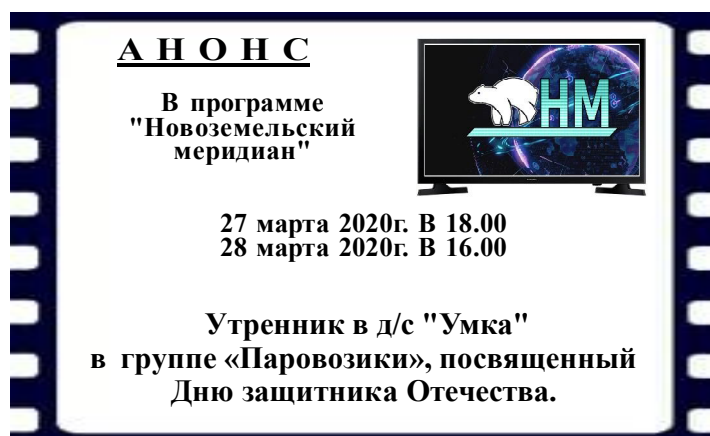 АНОНС
В программе
"Новоземельский
меридиан"
НМ
27 марта 2020г. В 18.00
28 марта 2020г. В 16.00
Утренник в д/с "Умка"
в группе «Паровозики», посвященный
Дню защитника Отечества.